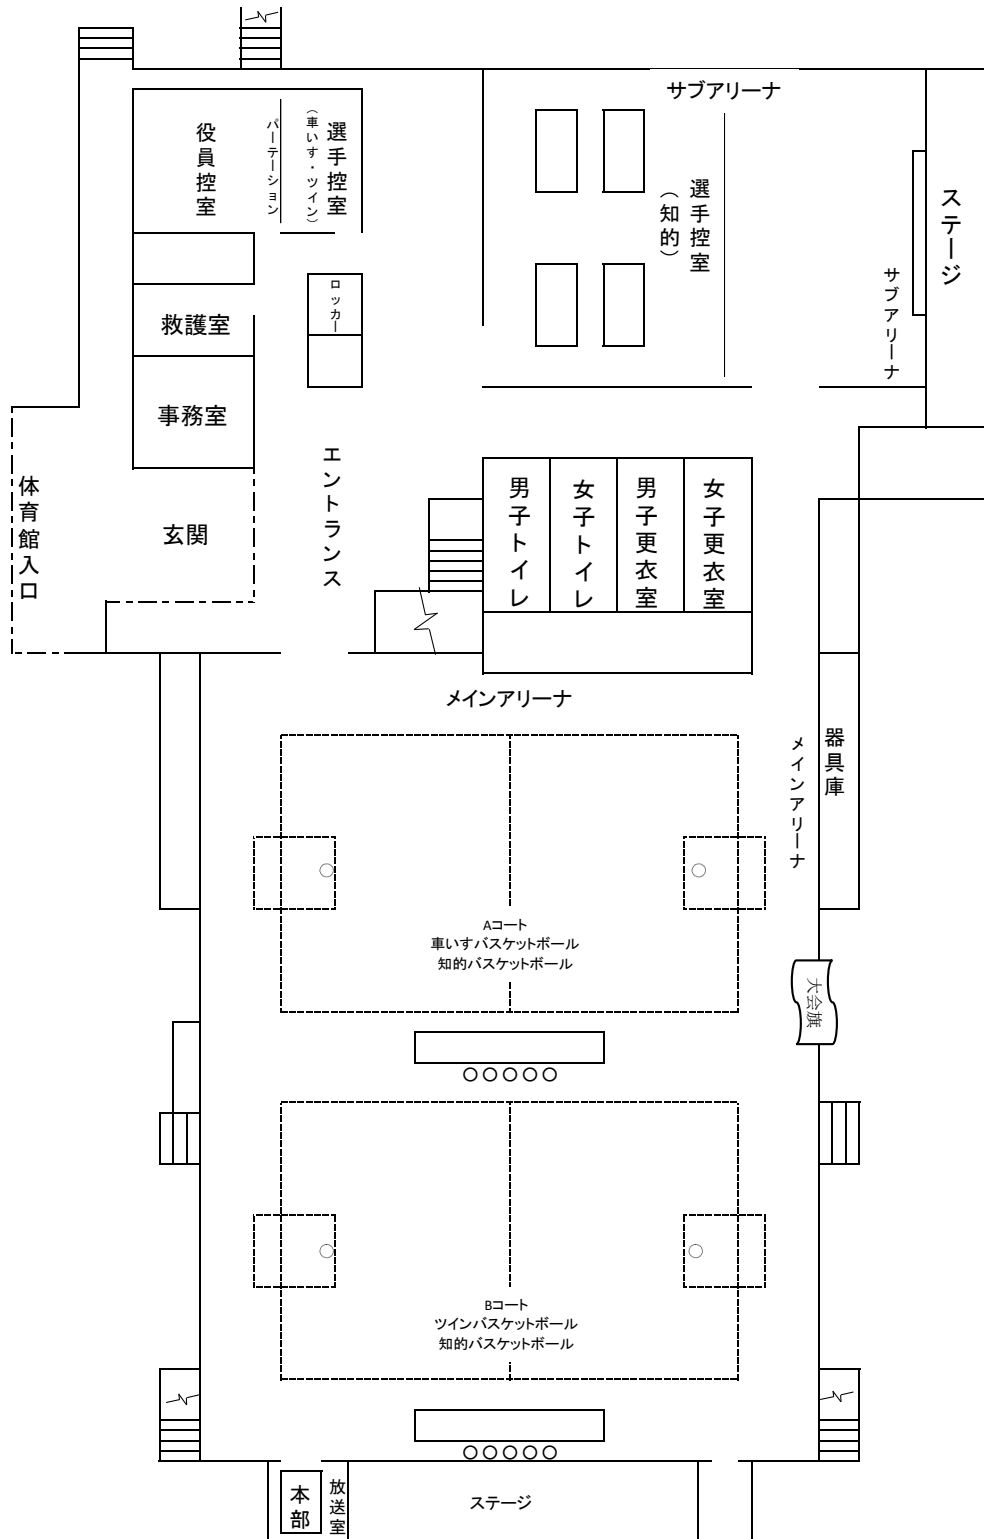 サブアリーナ
役員控室
パーテーション
選手控室
（車いす・ツイン）
選手控室
（知的）
ステージ
サブアリーナ
ロッカー
救護室
事務室
エントランス
体育館入口
玄関
男子トイレ
女子トイレ
男子更衣室
女子更衣室
メインアリーナ
器具庫
メインアリーナ
Aコート
車いすバスケットボール
知的バスケットボール
大会旗
Bコート
ツインバスケットボール
知的バスケットボール
本部
放送室
ステージ